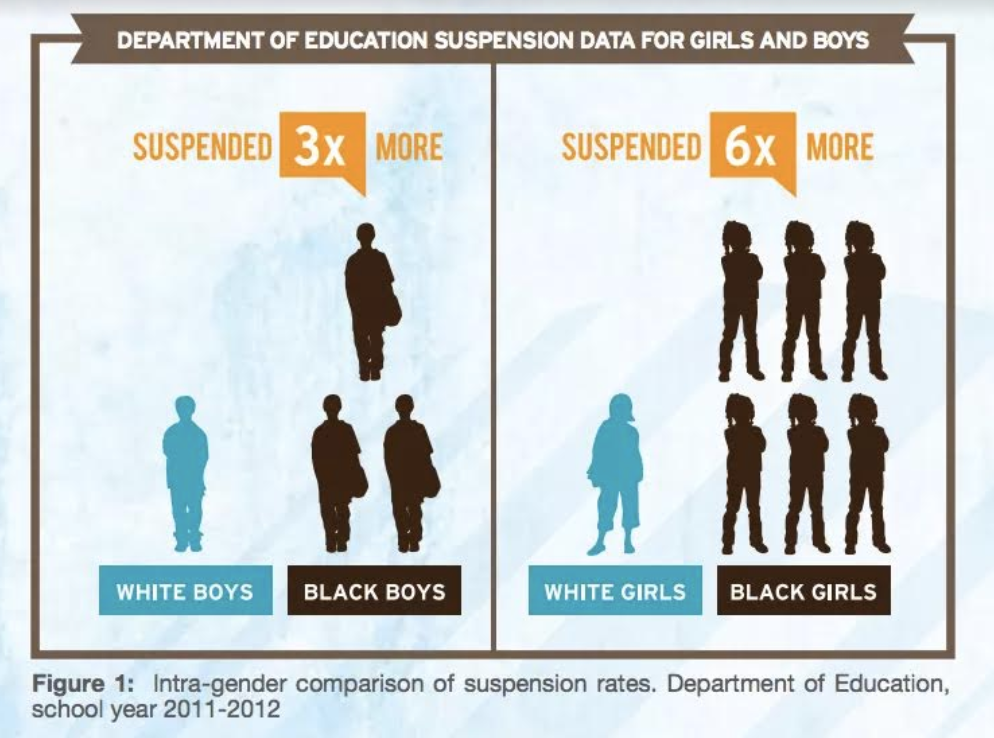 DEPARTMENT OF EDUCATION SUSPENSION DATA FOR GIRLS AND BOYS
SUSPENDED 3x MORE
WHITE BOYS
BLACK BOYS
SUSPENDED 6x MORE
WHITE GIRLS
BLACK GIRLS
Figure 1: Intra-gender comparison of suspension rates. Department of Education,
school year 2011-2012